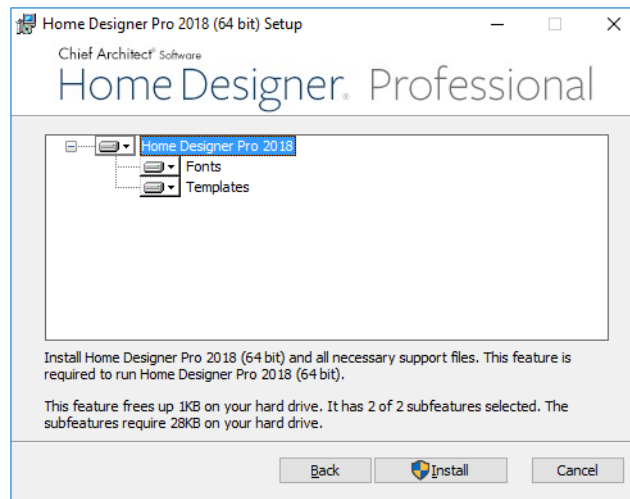 Home Designer Pro 2018 (64 bit) Setup
Chief Architect® Software
Home Designer® Professional
Home Designer Pro 2018
Fonts
Templates
Install Home Designer Pro 2018 (64 bit) and all necessary support files. This feature is
required to run Home Designer Pro 2018 (64 bit).
This feature frees up 1KB on your hard drive. It has 2 of 2 subfeatures selected. The
subfeatures require 28KB on your hard drive.
Back Install Cancel